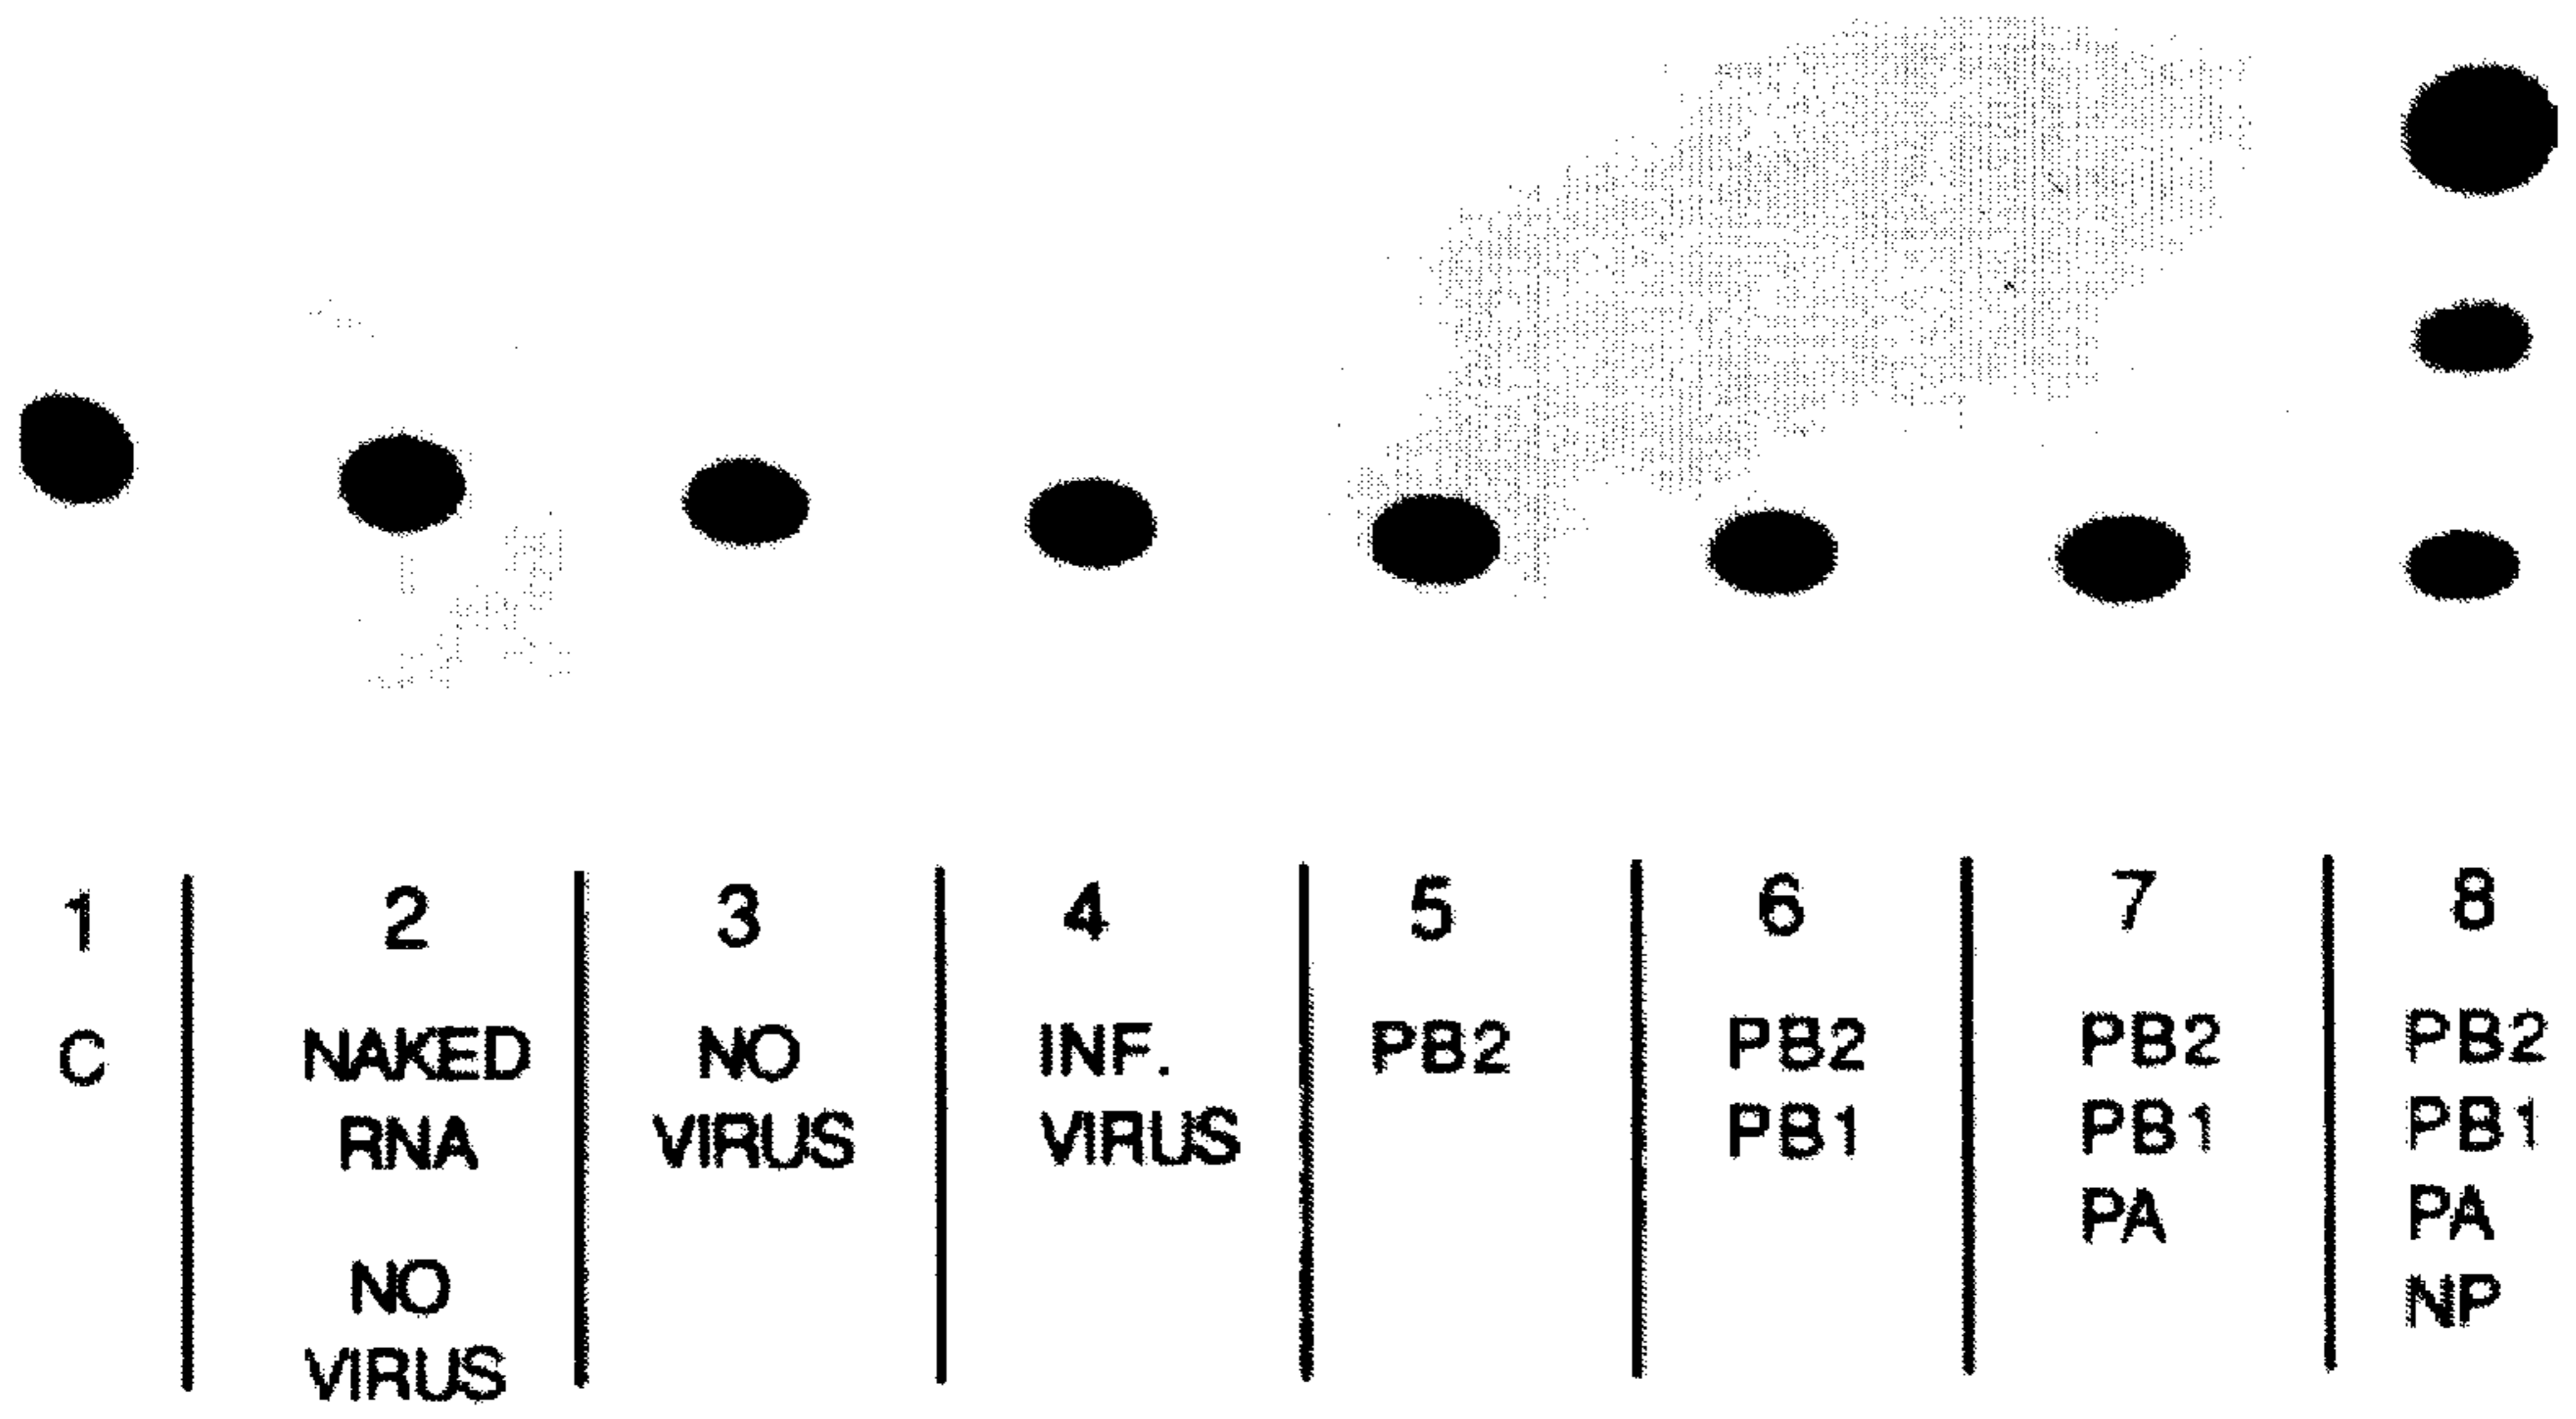 1 2 3 4 5 6 7 8
C NAKED NO INF. PB2 PB2 PB2 PB2
RNA VIRUS VIRUS PB1 PB1 PB1
PA PA
NO NP
VIRUS